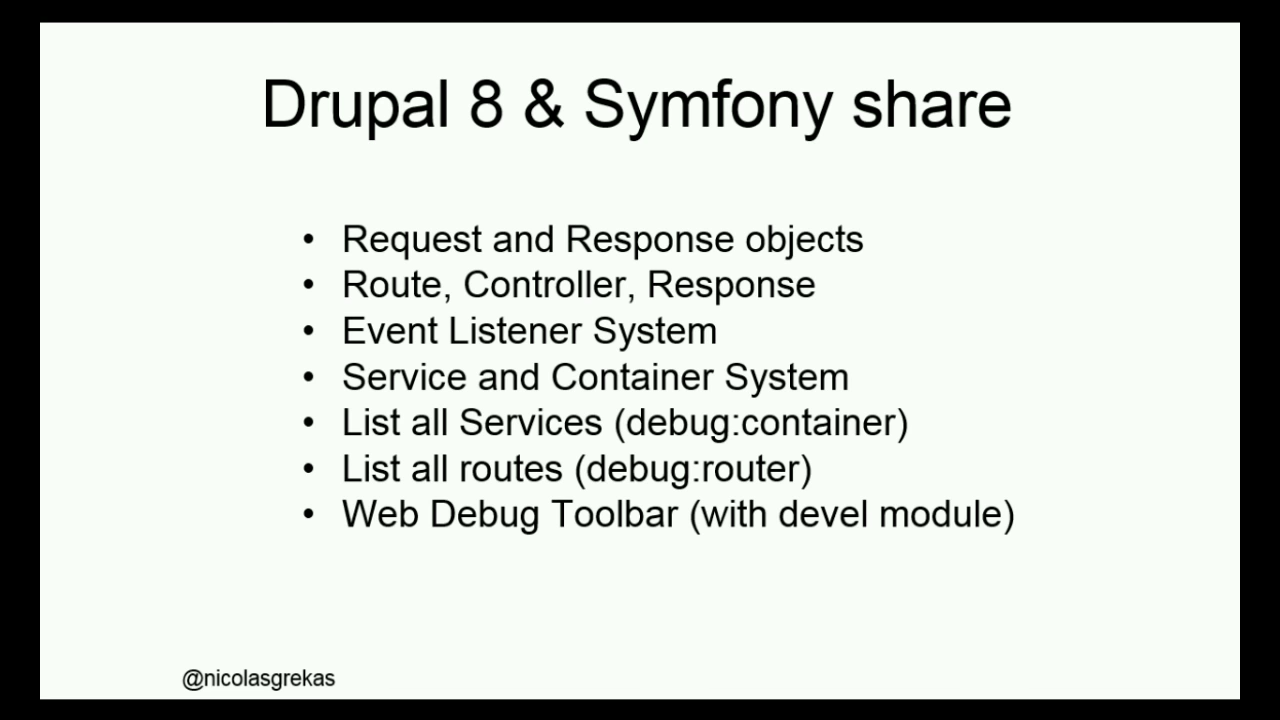 Drupal 8 & Symfony share
• Request and Response objects
• Route, Controller, Response
• Event Listener System
• Service and Container System
• List all Services (debug:container)
• List all routes (debug:router)
• Web Debug Toolbar (with devel module)
@nicolasgrekas